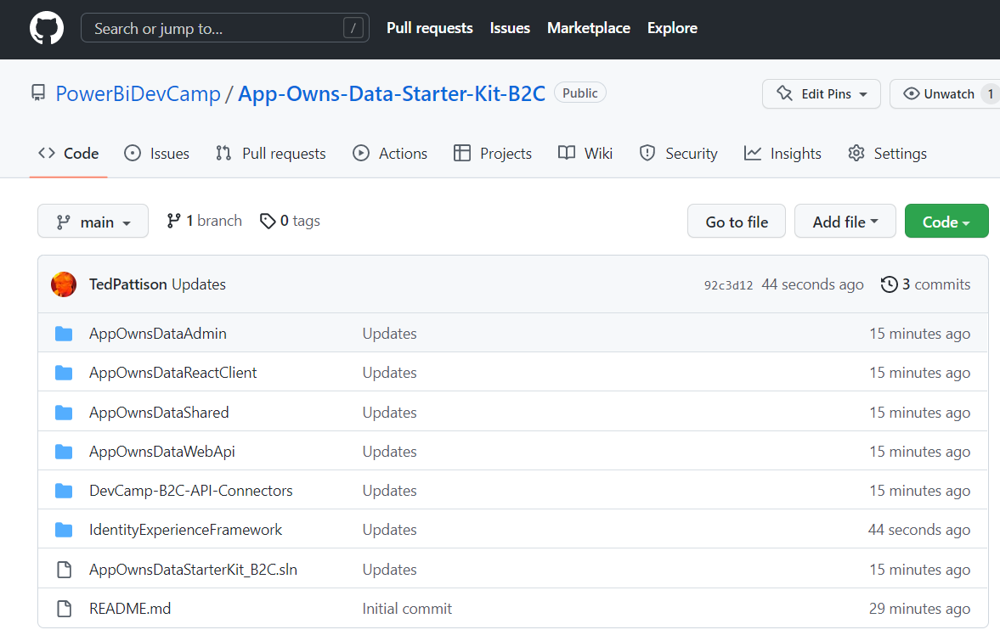 Search or jump to... /
Pull requests Issues Marketplace Explore
PowerBiDevCamp / App-Owns-Data-Starter-Kit-B2C Public
Edit Pins Unwatch 1
Code Issues Pull requests Actions Projects Wiki Security Insights Settings
main 1 branch 0 tags Go to file Add file Code
TedPattison Updates 92c3d12 44 seconds ago 3 commits
AppOwnsDataAdmin Updates 15 minutes ago
AppOwnsDataReactClient Updates 15 minutes ago
AppOwnsDataShared Updates 15 minutes ago
AppOwnsDataWebApi Updates 15 minutes ago
DevCamp-B2C-API-Connectors Updates 15 minutes ago
IdentityExperienceFramework Updates 44 seconds ago
AppOwnsDataStarterKit_B2C.sln Updates 15 minutes ago
README.md Initial commit 29 minutes ago